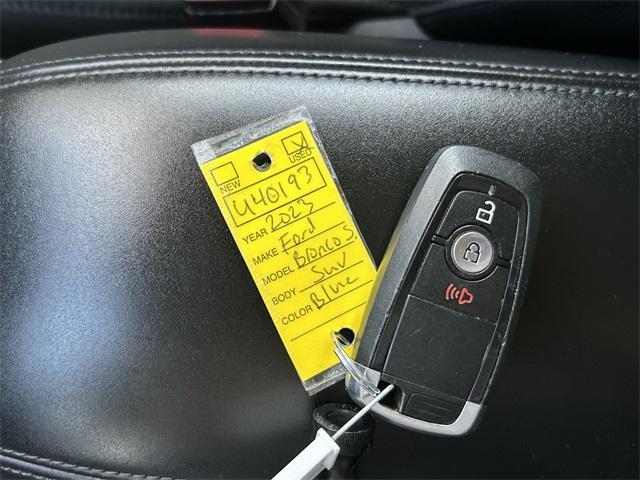 NEW USED
U40193
YEAR 2023
MAKE Ford
MODEL Bronco S.
BODY Suv
COLOR Blue